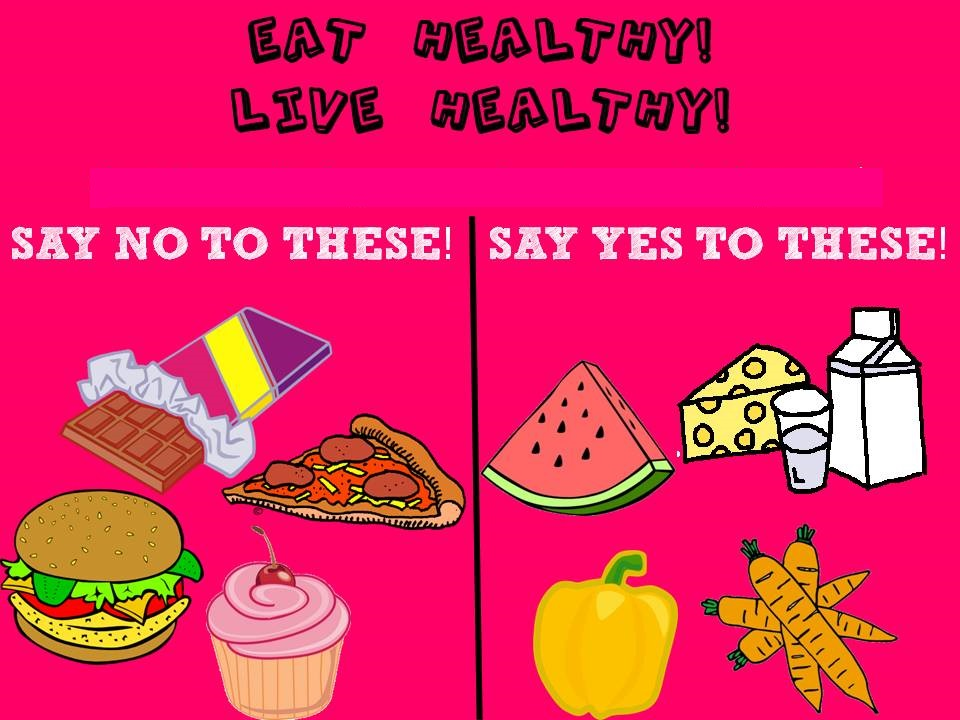 EAT HEALTHY!
LIVE HEALTHY!
SAY NO TO THESE!
SAY YES TO THESE!
©